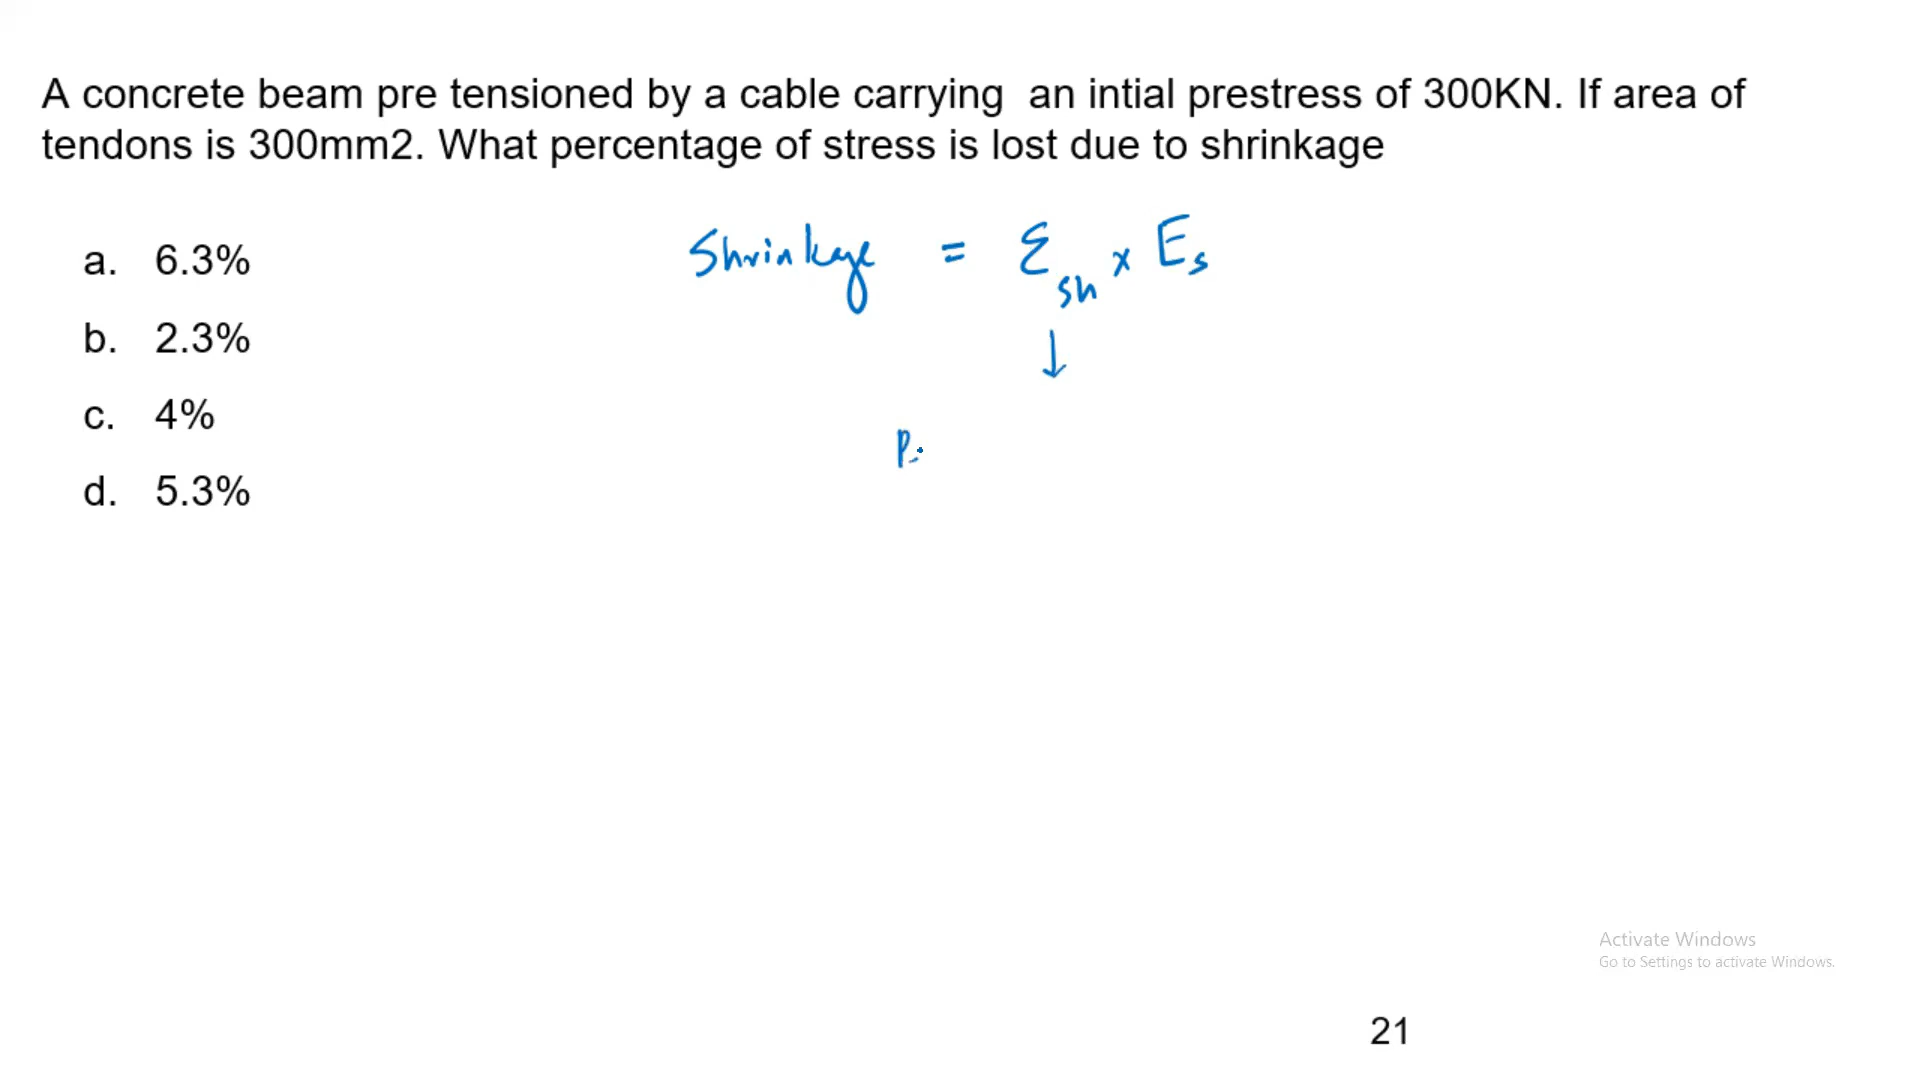 A concrete beam pre tensioned by a cable carrying an intial prestress of 300KN. If area of
tendons is 300mm2. What percentage of stress is lost due to shrinkage
a. 6.3%
b. 2.3%
c. 4%
d. 5.3%
Shrinkage = Ɛsh × Es
↓
P
Activate Windows
Go to Settings to activate Windows.
21